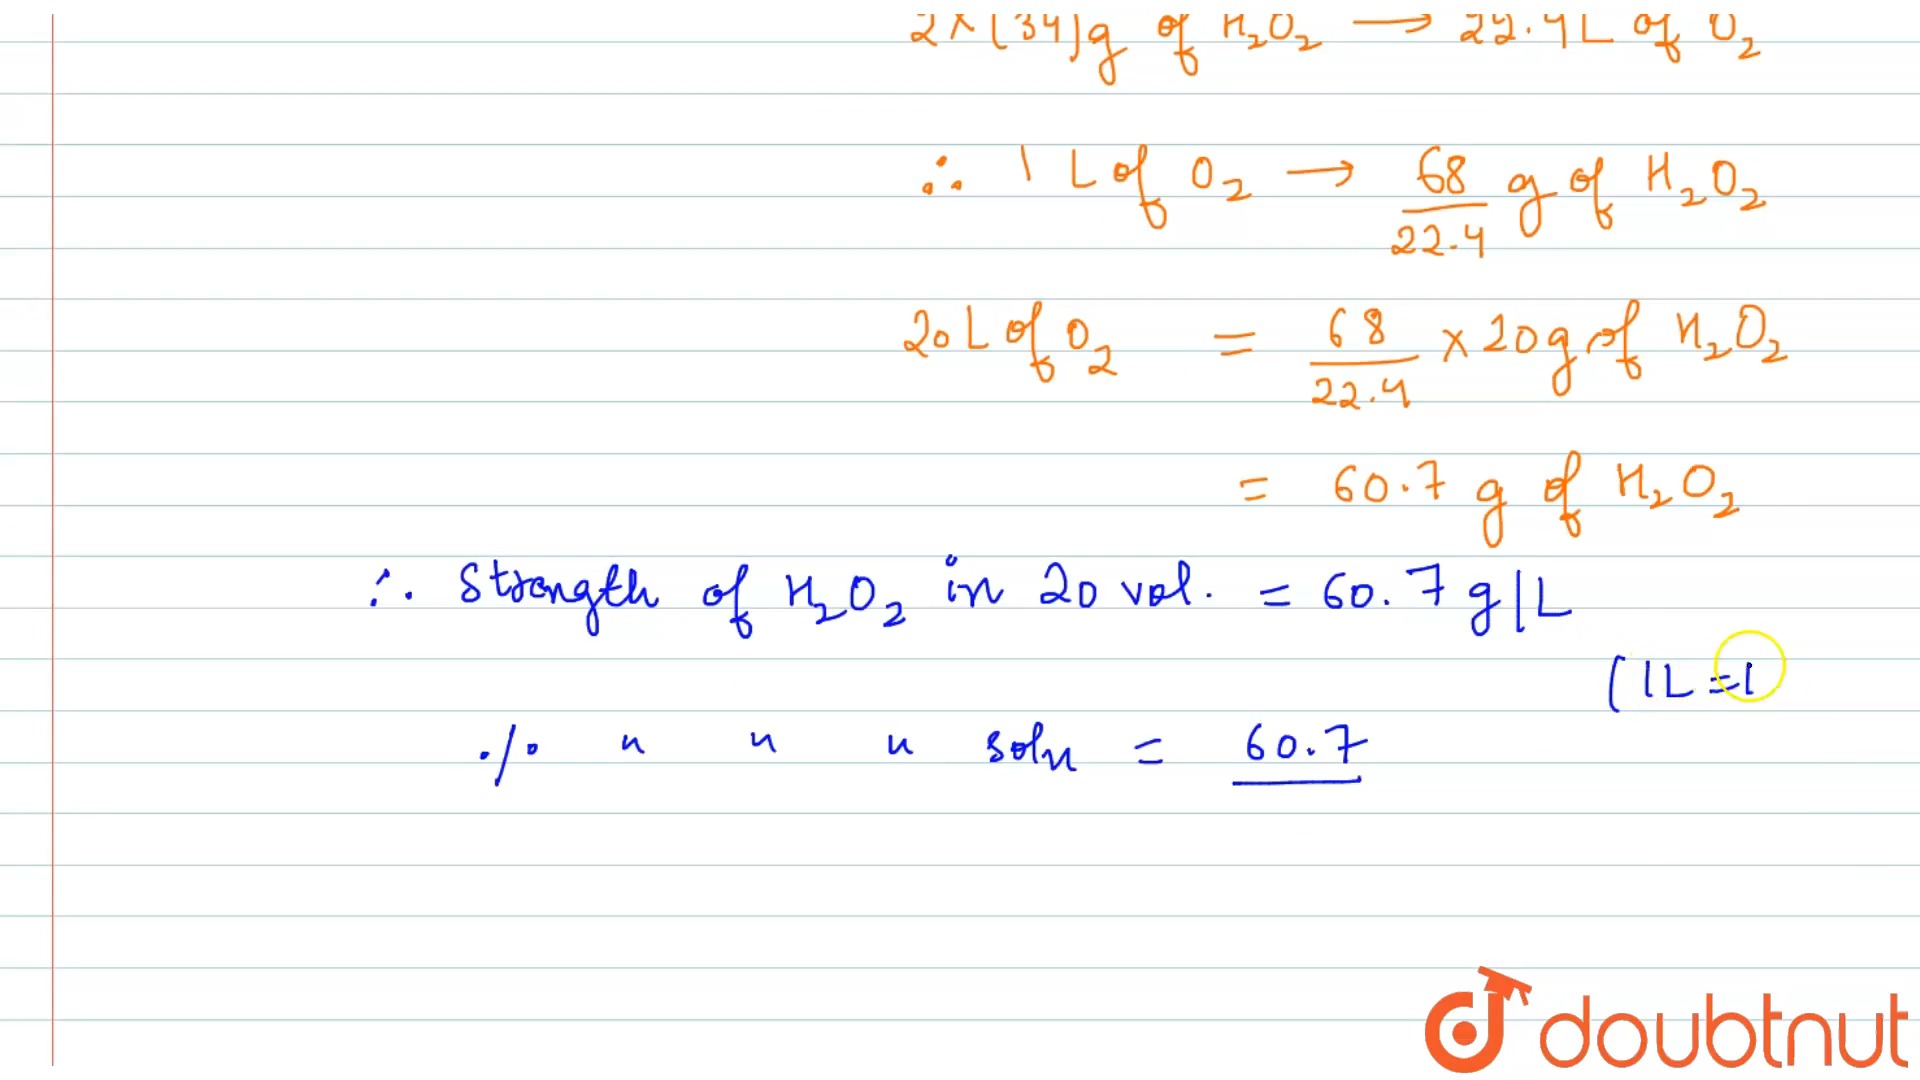 2×(34)g of H₂O₂ → 22.4L of O₂
∴ 1 L of O₂ → 68/22.4 g of H₂O₂
20L of O₂ = 68/22.4 × 20g of H₂O₂
= 60.7 g of H₂O₂
∴ Strength of H₂O₂ in 20 vol. = 60.7 g/L
(1L = 1
% " " " soln = 60.7
doubtnut